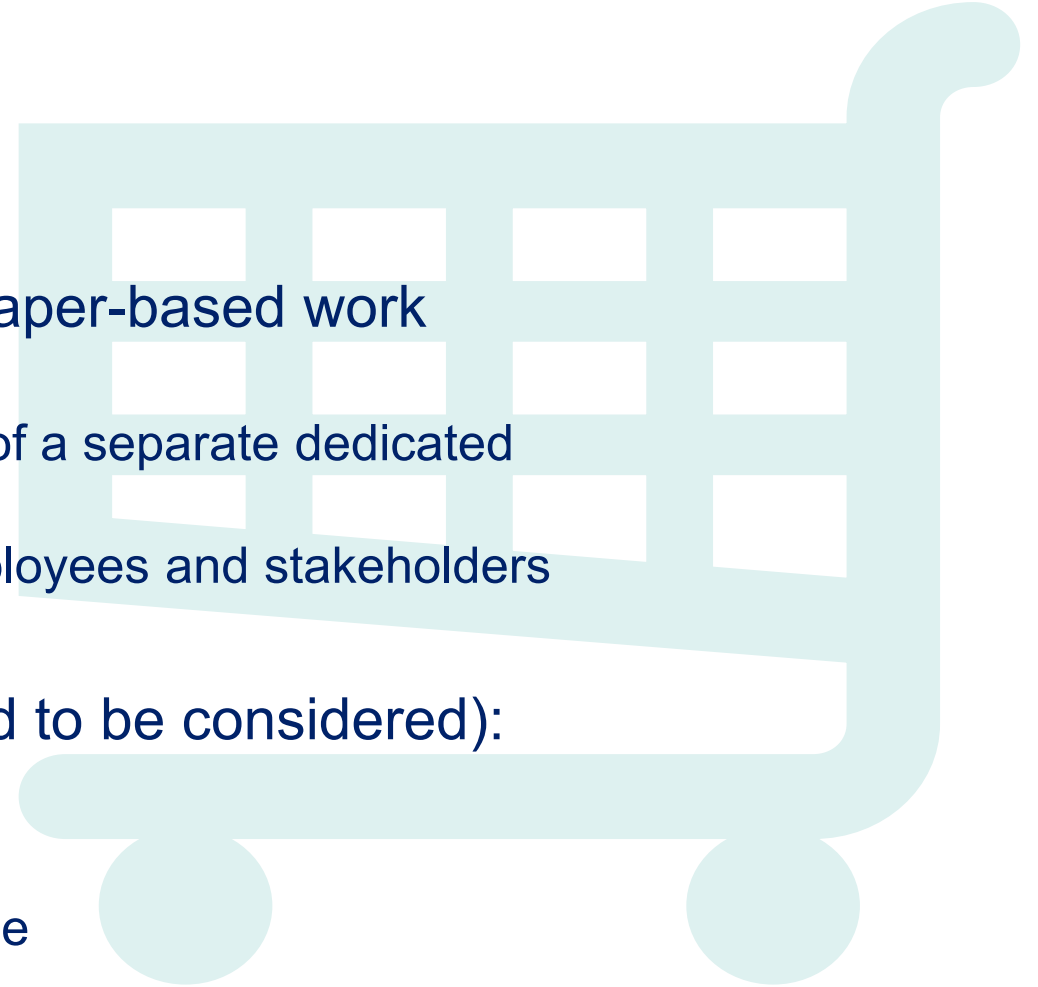 aper-based work
of a separate dedicated
loyees and stakeholders
d to be considered):
e